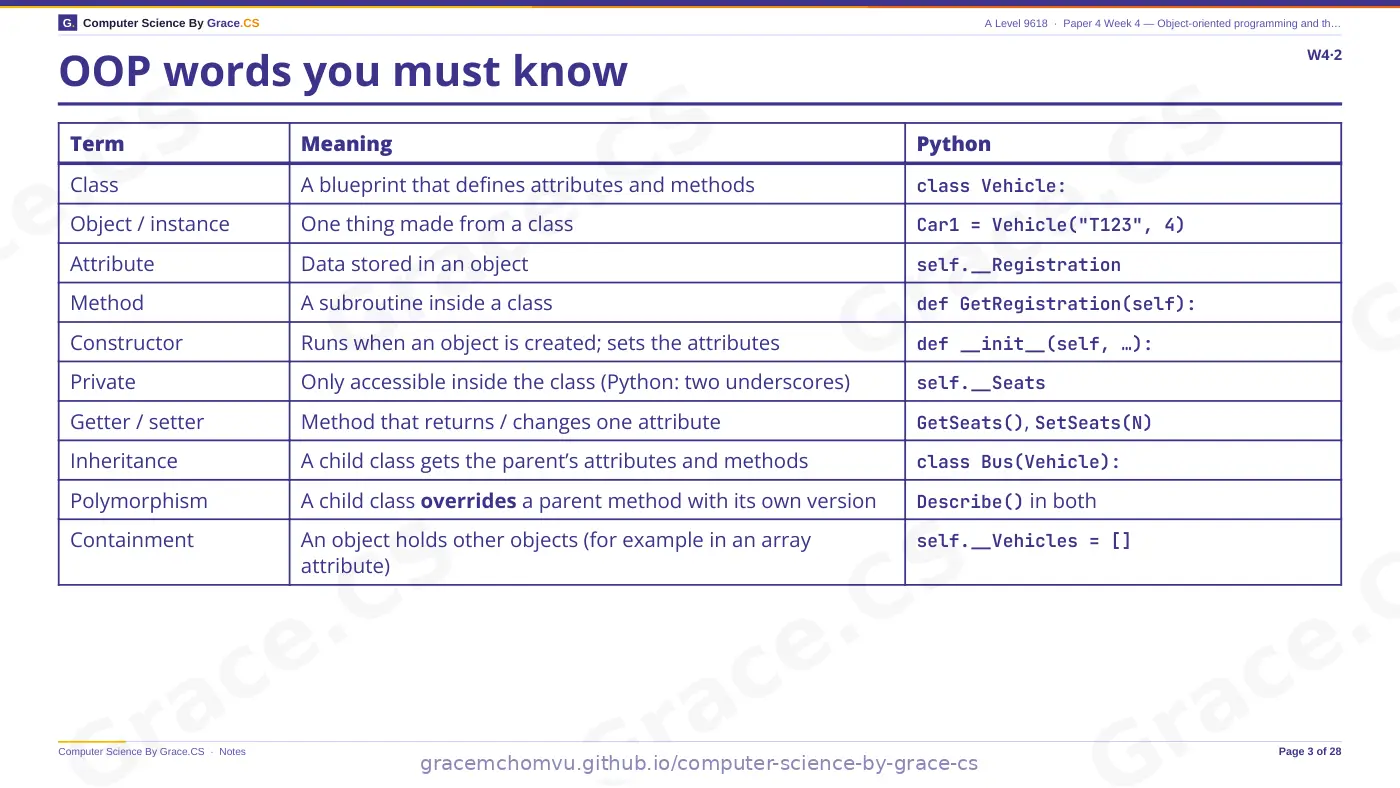 G. Computer Science By Grace.CS
A Level 9618 · Paper 4 Week 4 — Object-oriented programming and th…
OOP words you must know
W4·2
Term Meaning Python
Class A blueprint that defines attributes and methods class Vehicle:
Object / instance One thing made from a class Car1 = Vehicle("T123", 4)
Attribute Data stored in an object self.__Registration
Method A subroutine inside a class def GetRegistration(self):
Constructor Runs when an object is created; sets the attributes def __init__(self, …):
Private Only accessible inside the class (Python: two underscores) self.__Seats
Getter / setter Method that returns / changes one attribute GetSeats(), SetSeats(N)
Inheritance A child class gets the parent’s attributes and methods class Bus(Vehicle):
Polymorphism A child class overrides a parent method with its own version Describe() in both
Containment An object holds other objects (for example in an array self.__Vehicles = []
attribute)
Computer Science By Grace.CS · Notes
Page 3 of 28
gracemchomvu.github.io/computer-science-by-grace-cs